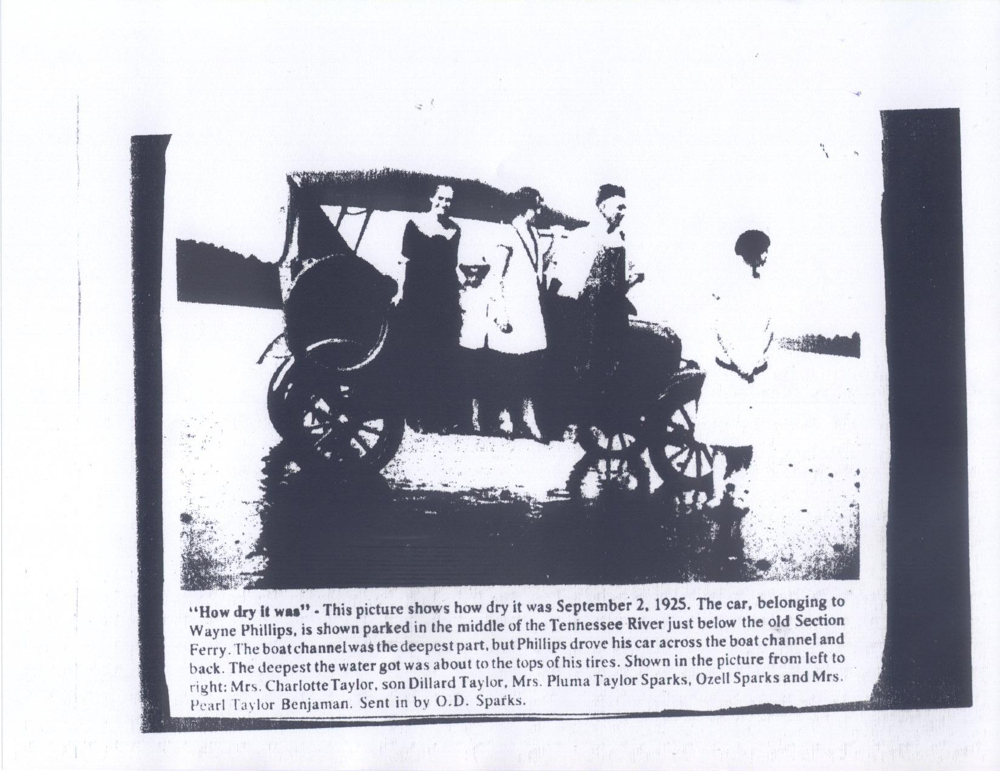 "How dry it was" - This picture shows how dry it was September 2, 1925. The car, belonging to
Wayne Phillips, is shown parked in the middle of the Tennessee River just below the old Section
Ferry. The boat channel was the deepest part, but Phillips drove his car across the boat channel and
back. The deepest the water got was about to the tops of his tires. Shown in the picture from left to
right: Mrs. Charlotte Taylor, son Dillard Taylor, Mrs. Pluma Taylor Sparks, Ozell Sparks and Mrs.
Pearl Taylor Benjaman. Sent in by O.D. Sparks.